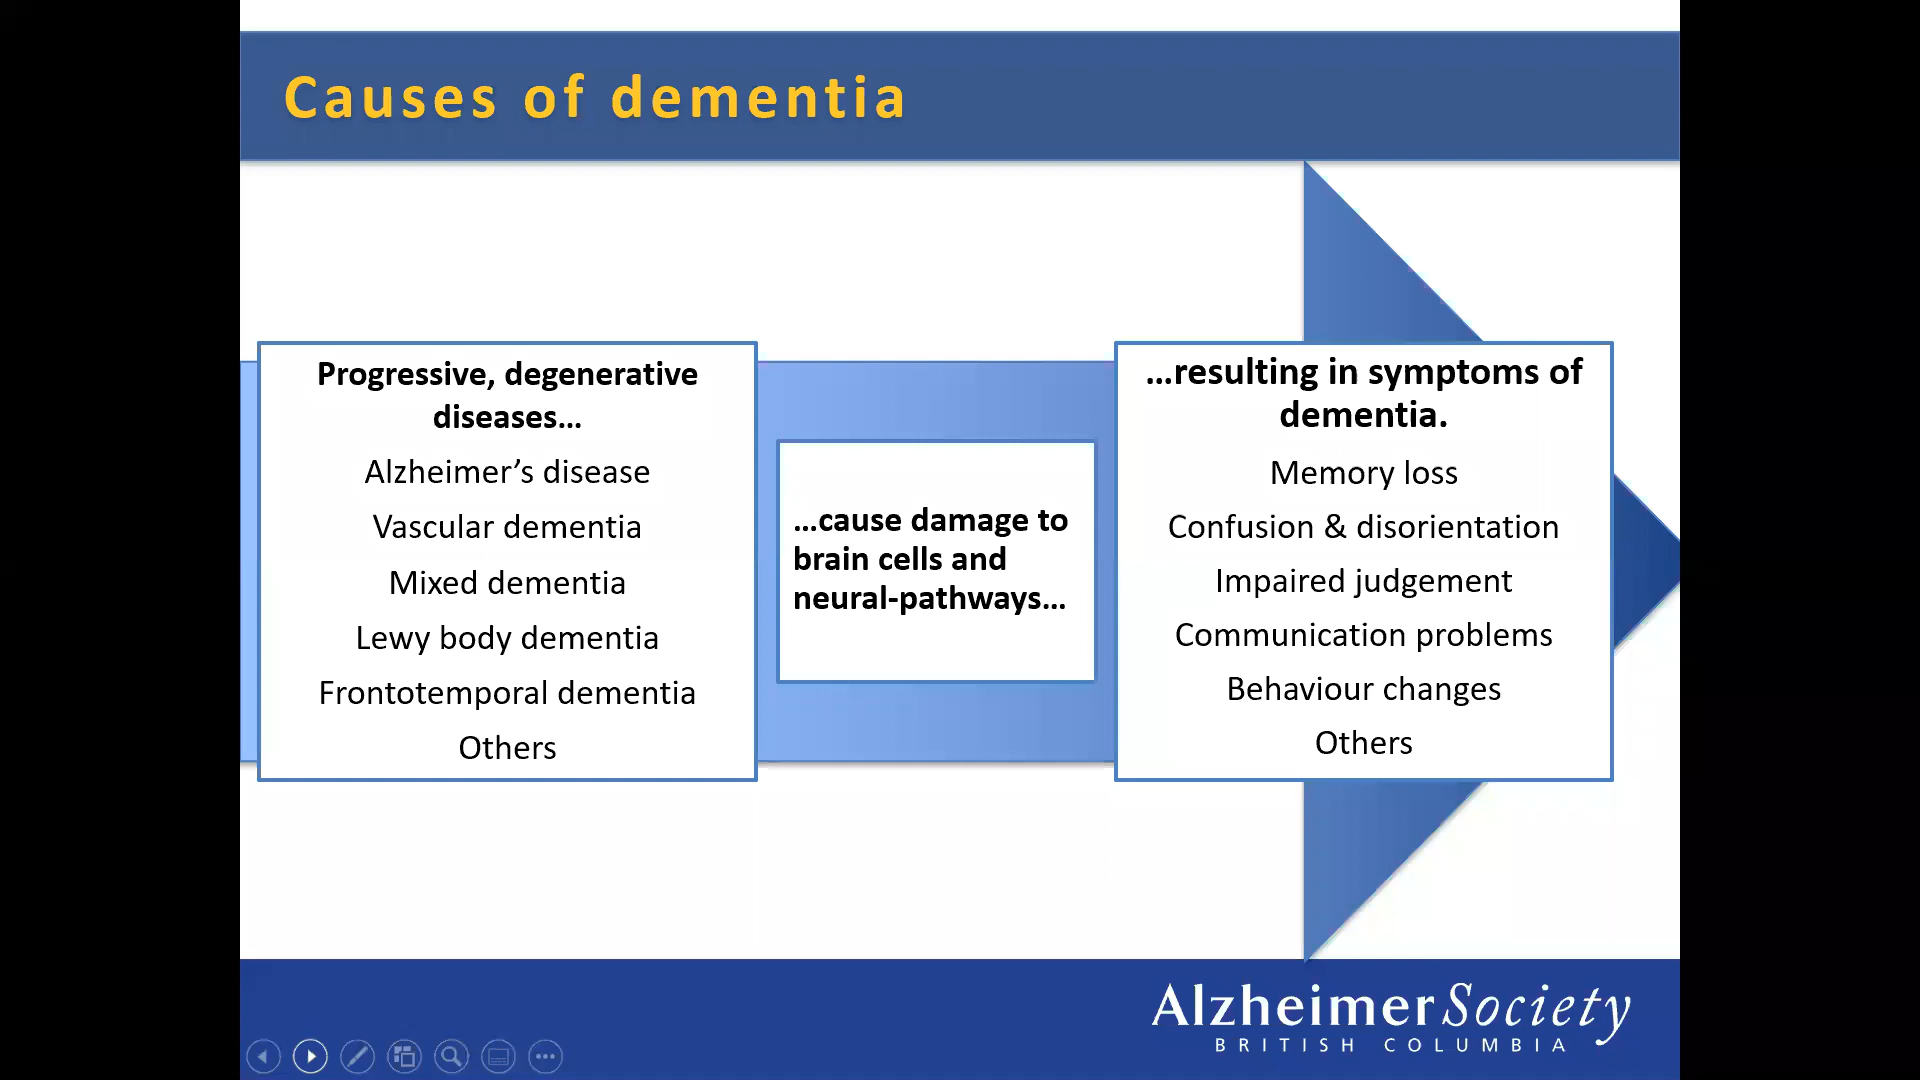 Causes of dementia
Progressive, degenerative
diseases…
Alzheimer’s disease
Vascular dementia
Mixed dementia
Lewy body dementia
Frontotemporal dementia
Others
…cause damage to
brain cells and
neural-pathways…
…resulting in symptoms of
dementia.
Memory loss
Confusion & disorientation
Impaired judgement
Communication problems
Behaviour changes
Others
AlzheimerSociety
BRITISH COLUMBIA